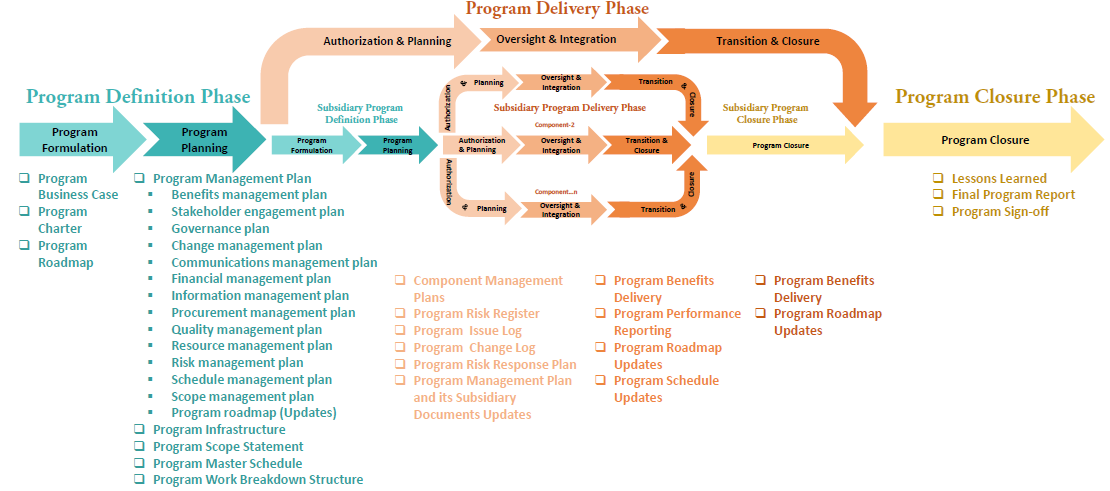 Program Delivery Phase
Authorization & Planning
Oversight & Integration
Transition & Closure
Program Definition Phase
Program
Formulation
Program
Planning
Subsidiary Program
Definition Phase
Program
Formulation
Program
Planning
Authorization
&
Planning
Oversight &
Integration
Transition
&
Closure
Subsidiary Program Delivery Phase
Component-2
Authorization
& Planning
Oversight &
Integration
Transition &
Closure
Authorization
&
Planning
Component...n
Oversight &
Integration
Transition
&
Closure
Subsidiary Program
Closure Phase
Program Closure
Program Closure Phase
Program Closure
❑ Program
Business Case
❑ Program
Charter
❑ Program
Roadmap
❑ Program Management Plan
▪ Benefits management plan
▪ Stakeholder engagement plan
▪ Governance plan
▪ Change management plan
▪ Communications management plan
▪ Financial management plan
▪ Information management plan
▪ Procurement management plan
▪ Quality management plan
▪ Resource management plan
▪ Risk management plan
▪ Schedule management plan
▪ Scope management plan
▪ Program roadmap (Updates)
❑ Program Infrastructure
❑ Program Scope Statement
❑ Program Master Schedule
❑ Program Work Breakdown Structure
❑ Component Management
Plans
❑ Program Risk Register
❑ Program Issue Log
❑ Program Change Log
❑ Program Risk Response Plan
❑ Program Management Plan
and its Subsidiary
Documents Updates
❑ Program Benefits
Delivery
❑ Program Performance
Reporting
❑ Program Roadmap
Updates
❑ Program Schedule
Updates
❑ Program Benefits
Delivery
❑ Program Roadmap
Updates
❑ Lessons Learned
❑ Final Program Report
❑ Program Sign-off